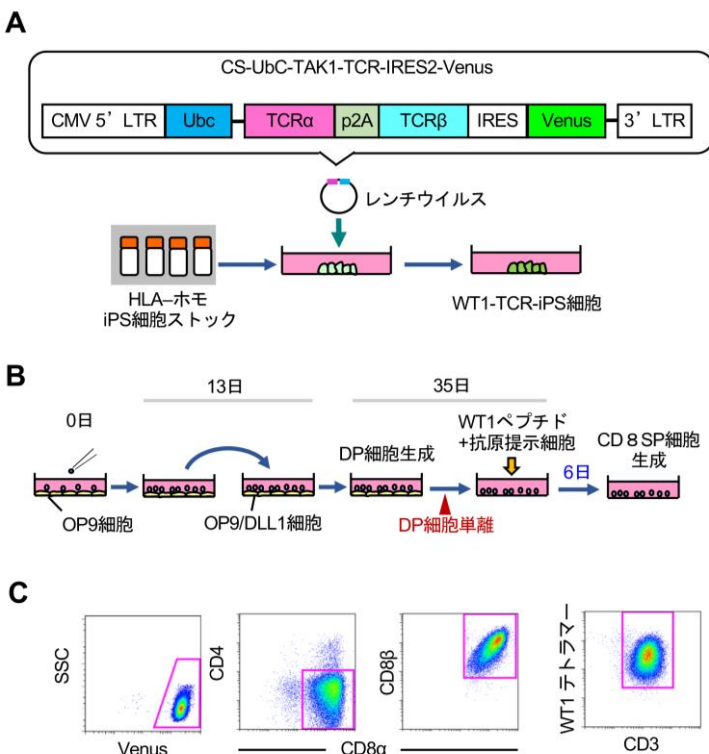 A
CS-UbC-TAK1-TCR-IRES2-Venus
CMV 5’ LTR Ubc TCRα p2A TCRβ IRES Venus 3’ LTR
レンチウイルス
HLA–ホモ
iPS細胞ストック
WT1-TCR-iPS細胞
B
0日
13日
35日
OP9細胞
OP9/DLL1細胞
DP細胞生成
DP細胞単離
WT1ペプチド
+抗原提示細胞
6日
CD８SP細胞
生成
C
SSC
Venus
CD4
CD8β
CD8α
WT1 テトラマー
CD3